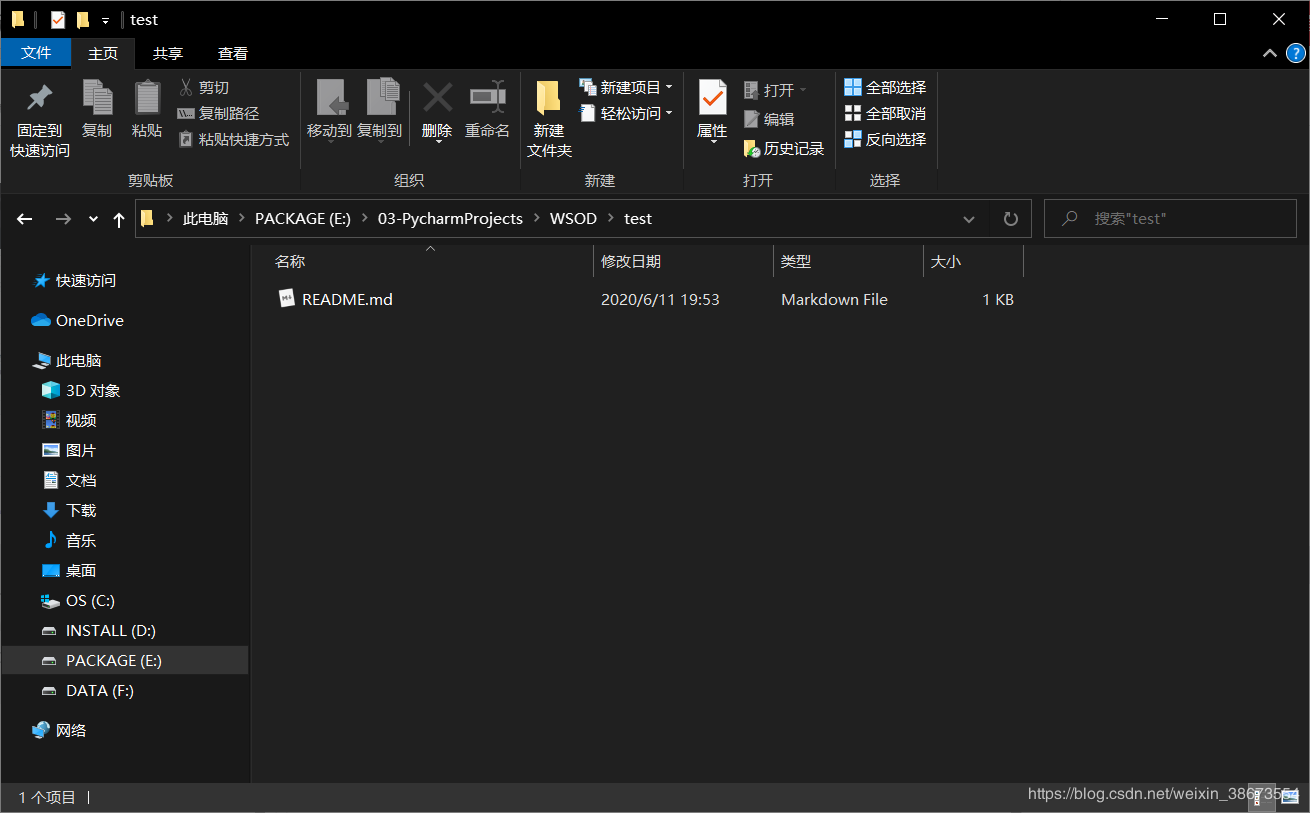 test
文件 主页 共享 查看
固定到
快速访问
复制
粘贴
剪切
复制路径
粘贴快捷方式
剪贴板
移动到
复制到
删除
重命名
组织
新建
文件夹
新建项目
轻松访问
新建
属性
打开
编辑
历史记录
打开
全部选择
全部取消
反向选择
选择
此电脑 PACKAGE (E:) 03-PycharmProjects WSOD test
搜索"test"
快速访问
OneDrive
此电脑
3D 对象
视频
图片
文档
下载
音乐
桌面
OS (C:)
INSTALL (D:)
PACKAGE (E:)
DATA (F:)
网络
名称 修改日期 类型 大小
README.md 2020/6/11 19:53 Markdown File 1 KB
1 个项目
https://blog.csdn.net/weixin_38673554